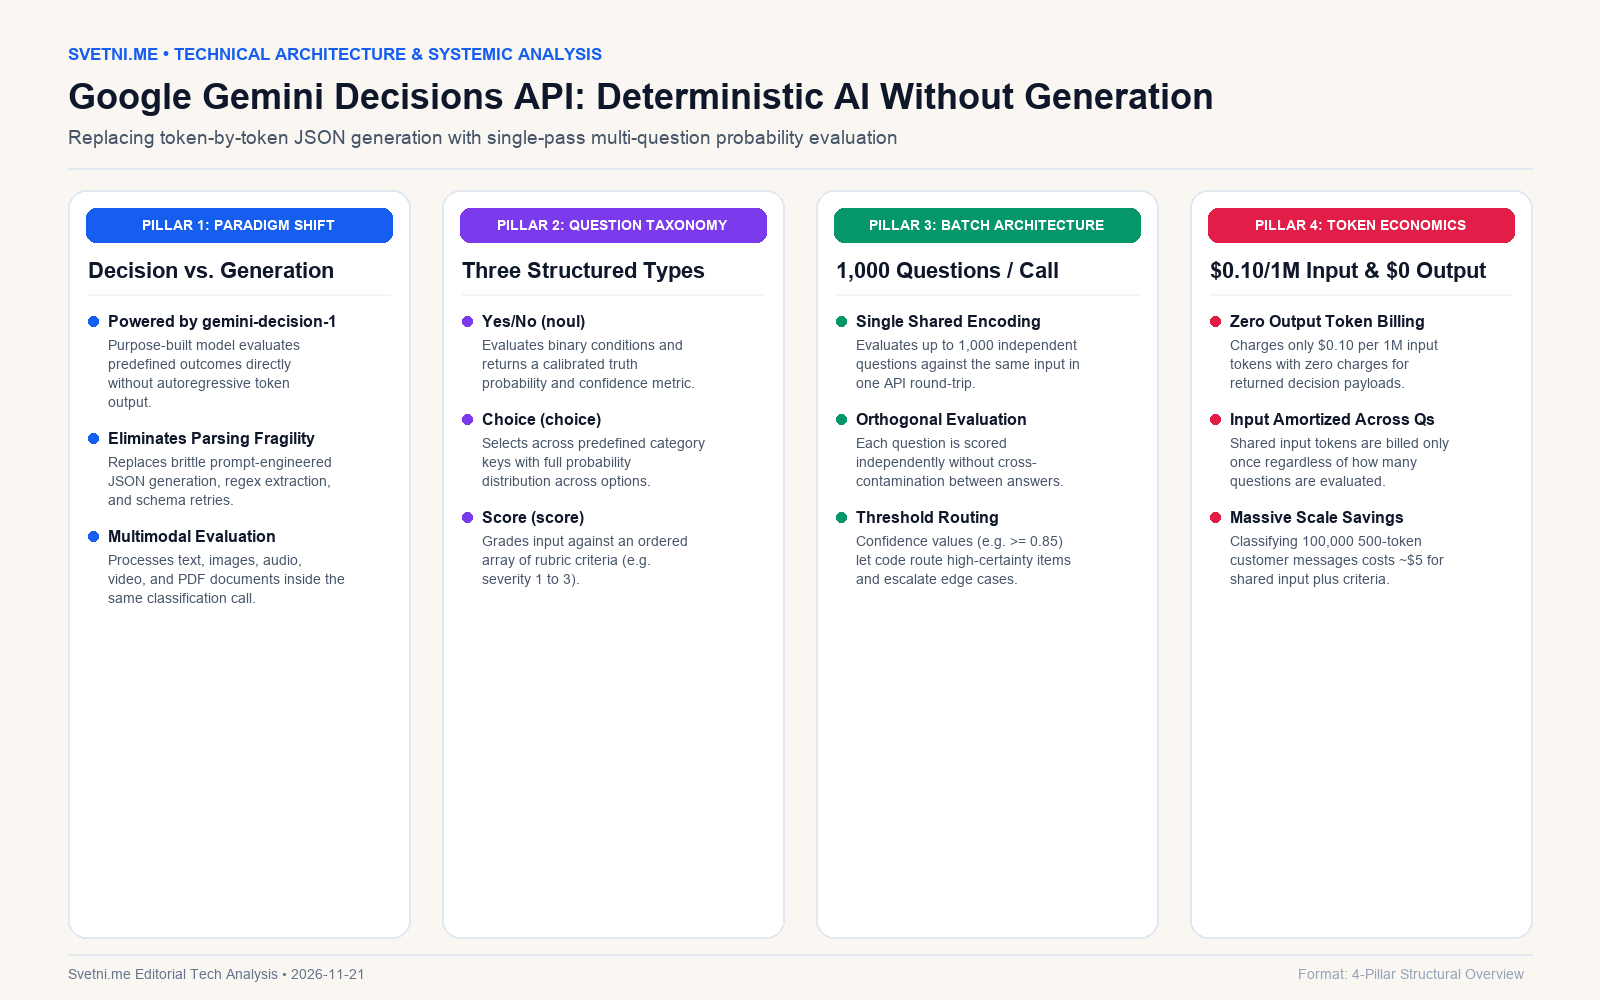 SVETNI.ME • TECHNICAL ARCHITECTURE & SYSTEMIC ANALYSIS
Google Gemini Decisions API: Deterministic AI Without Generation
Replacing token-by-token JSON generation with single-pass multi-question probability evaluation
PILLAR 1: PARADIGM SHIFT
Decision vs. Generation
Powered by gemini-decision-1
Purpose-built model evaluates
predefined outcomes directly
without autoregressive token
output.
Eliminates Parsing Fragility
Replaces brittle prompt-engineered
JSON generation, regex extraction,
and schema retries.
Multimodal Evaluation
Processes text, images, audio,
video, and PDF documents inside the
same classification call.
PILLAR 2: QUESTION TAXONOMY
Three Structured Types
Yes/No (noul)
Evaluates binary conditions and
returns a calibrated truth
probability and confidence metric.
Choice (choice)
Selects across predefined category
keys with full probability
distribution across options.
Score (score)
Grades input against an ordered
array of rubric criteria (e.g.
severity 1 to 3).
PILLAR 3: BATCH ARCHITECTURE
1,000 Questions / Call
Single Shared Encoding
Evaluates up to 1,000 independent
questions against the same input in
one API round-trip.
Orthogonal Evaluation
Each question is scored
independently without cross-
contamination between answers.
Threshold Routing
Confidence values (e.g. >= 0.85)
let code route high-certainty items
and escalate edge cases.
PILLAR 4: TOKEN ECONOMICS
$0.10/1M Input & $0 Output
Zero Output Token Billing
Charges only $0.10 per 1M input
tokens with zero charges for
returned decision payloads.
Input Amortized Across Qs
Shared input tokens are billed only
once regardless of how many
questions are evaluated.
Massive Scale Savings
Classifying 100,000 500-token
customer messages costs ~$5 for
shared input plus criteria.
Svetni.me Editorial Tech Analysis • 2026-11-21
Format: 4-Pillar Structural Overview